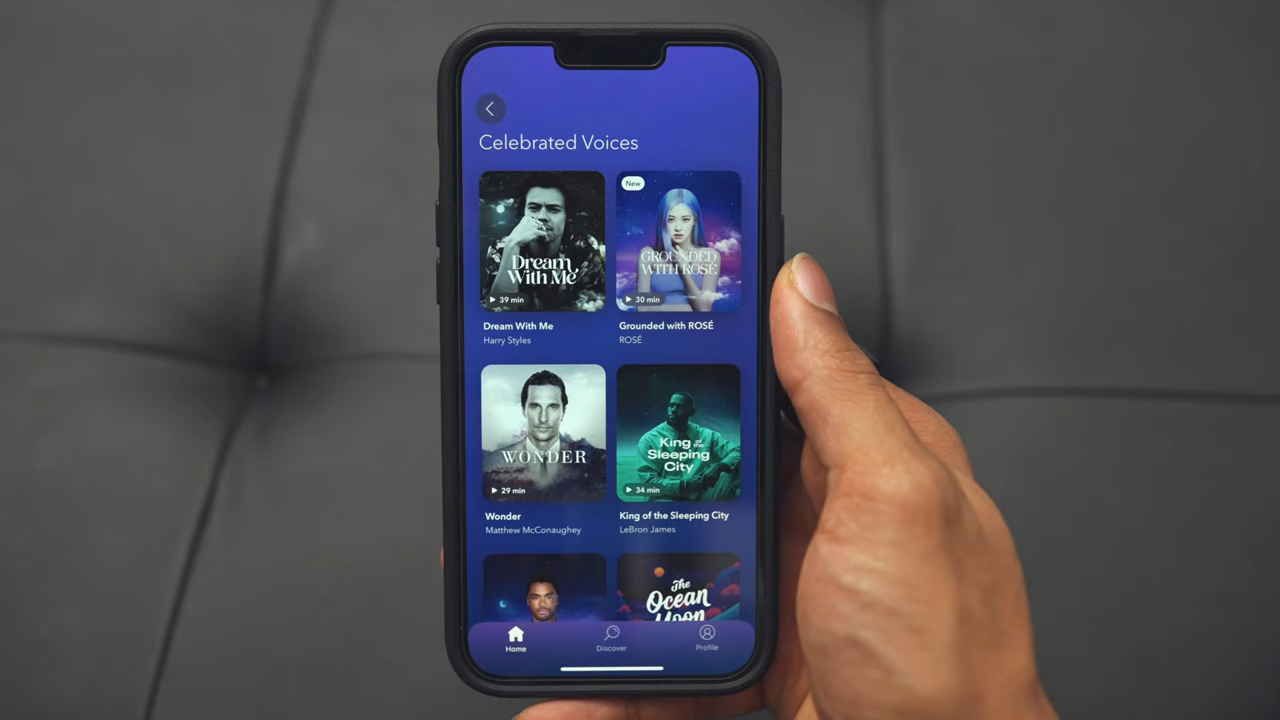 Celebrated Voices
Dream
With Me
39 min
Dream With Me
Harry Styles
New
GROUNDED
WITH ROSÉ
30 min
Grounded with ROSÉ
ROSÉ
WONDER
29 min
Wonder
Matthew McConaughey
King of the
Sleeping
City
34 min
King of the Sleeping City
LeBron James
The
Ocean
Moon
Home
Discover
Profile